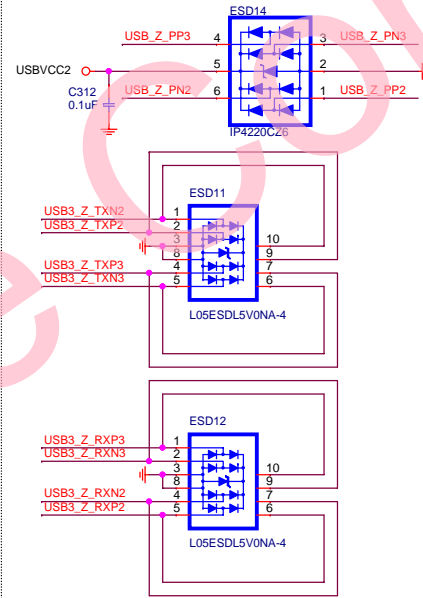 ESD14
USB_Z_PP3 4 3 USB_Z_PN3
USBVCC2 5 2
C312
0.1uF
USB_Z_PN2 6 1 USB_Z_PP2
IP4220CZ6
ESD11
USB3_Z_TXN2 1
USB3_Z_TXP2 2
3 10
8 9
USB3_Z_TXP3 4 7
USB3_Z_TXN3 5 6
L05ESDL5V0NA-4
ESD12
USB3_Z_RXP3 1
USB3_Z_RXN3 2
3 10
8 9
USB3_Z_RXN2 4 7
USB3_Z_RXP2 5 6
L05ESDL5V0NA-4